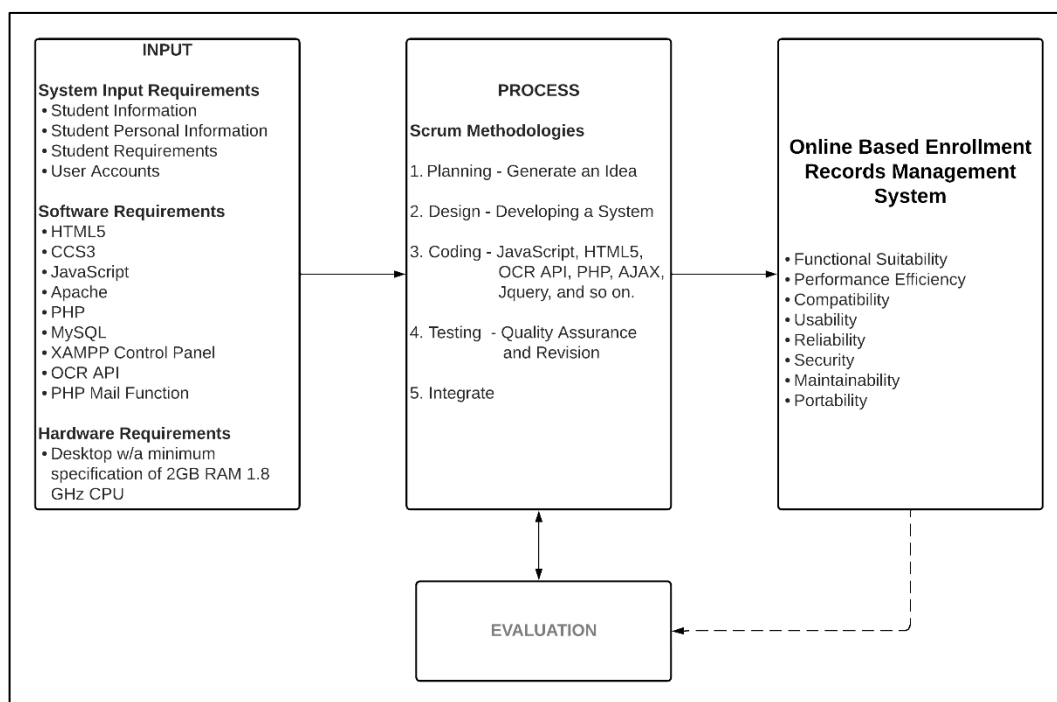 INPUT
System Input Requirements
• Student Information
• Student Personal Information
• Student Requirements
• User Accounts
Software Requirements
• HTML5
• CCS3
• JavaScript
• Apache
• PHP
• MySQL
• XAMPP Control Panel
• OCR API
• PHP Mail Function
Hardware Requirements
• Desktop w/a minimum
specification of 2GB RAM 1.8
GHz CPU
PROCESS
Scrum Methodologies
1. Planning - Generate an Idea
2. Design - Developing a System
3. Coding - JavaScript, HTML5,
OCR API, PHP, AJAX,
Jquery, and so on.
4. Testing - Quality Assurance
and Revision
5. Integrate
Online Based Enrollment
Records Management
System
• Functional Suitability
• Performance Efficiency
• Compatibility
• Usability
• Reliability
• Security
• Maintainability
• Portability
EVALUATION